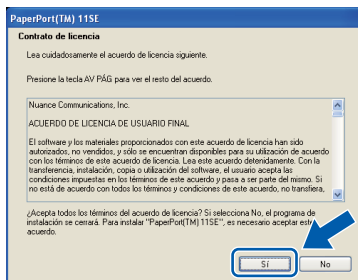 PaperPort(TM) 11SE
Contrato de licencia
Lea cuidadosamente el acuerdo de licencia siguiente.
Presione la tecla AV PÁG para ver el resto del acuerdo.
Nuance Communications, Inc.
ACUERDO DE LICENCIA DE USUARIO FINAL
El software y los materiales proporcionados con este acuerdo de licencia han sido
autorizados, no vendidos, y sólo se encuentran disponibles para su utilización de acuerdo
con los términos de este acuerdo de licencia. Lea este acuerdo detenidamente. Con la
transferencia, instalación, copia o utilización del software, el usuario acepta las
condiciones impuestas en los términos de este acuerdo y pasa a ser parte del mismo. Si
no está de acuerdo con todos los términos y condiciones de este acuerdo, no transfiera,
¿Acepta todos los términos del acuerdo de licencia? Si selecciona No, el programa de
instalación se cerrará. Para instalar "PaperPort(TM) 11SE", es necesario aceptar este
acuerdo.
Sí
No